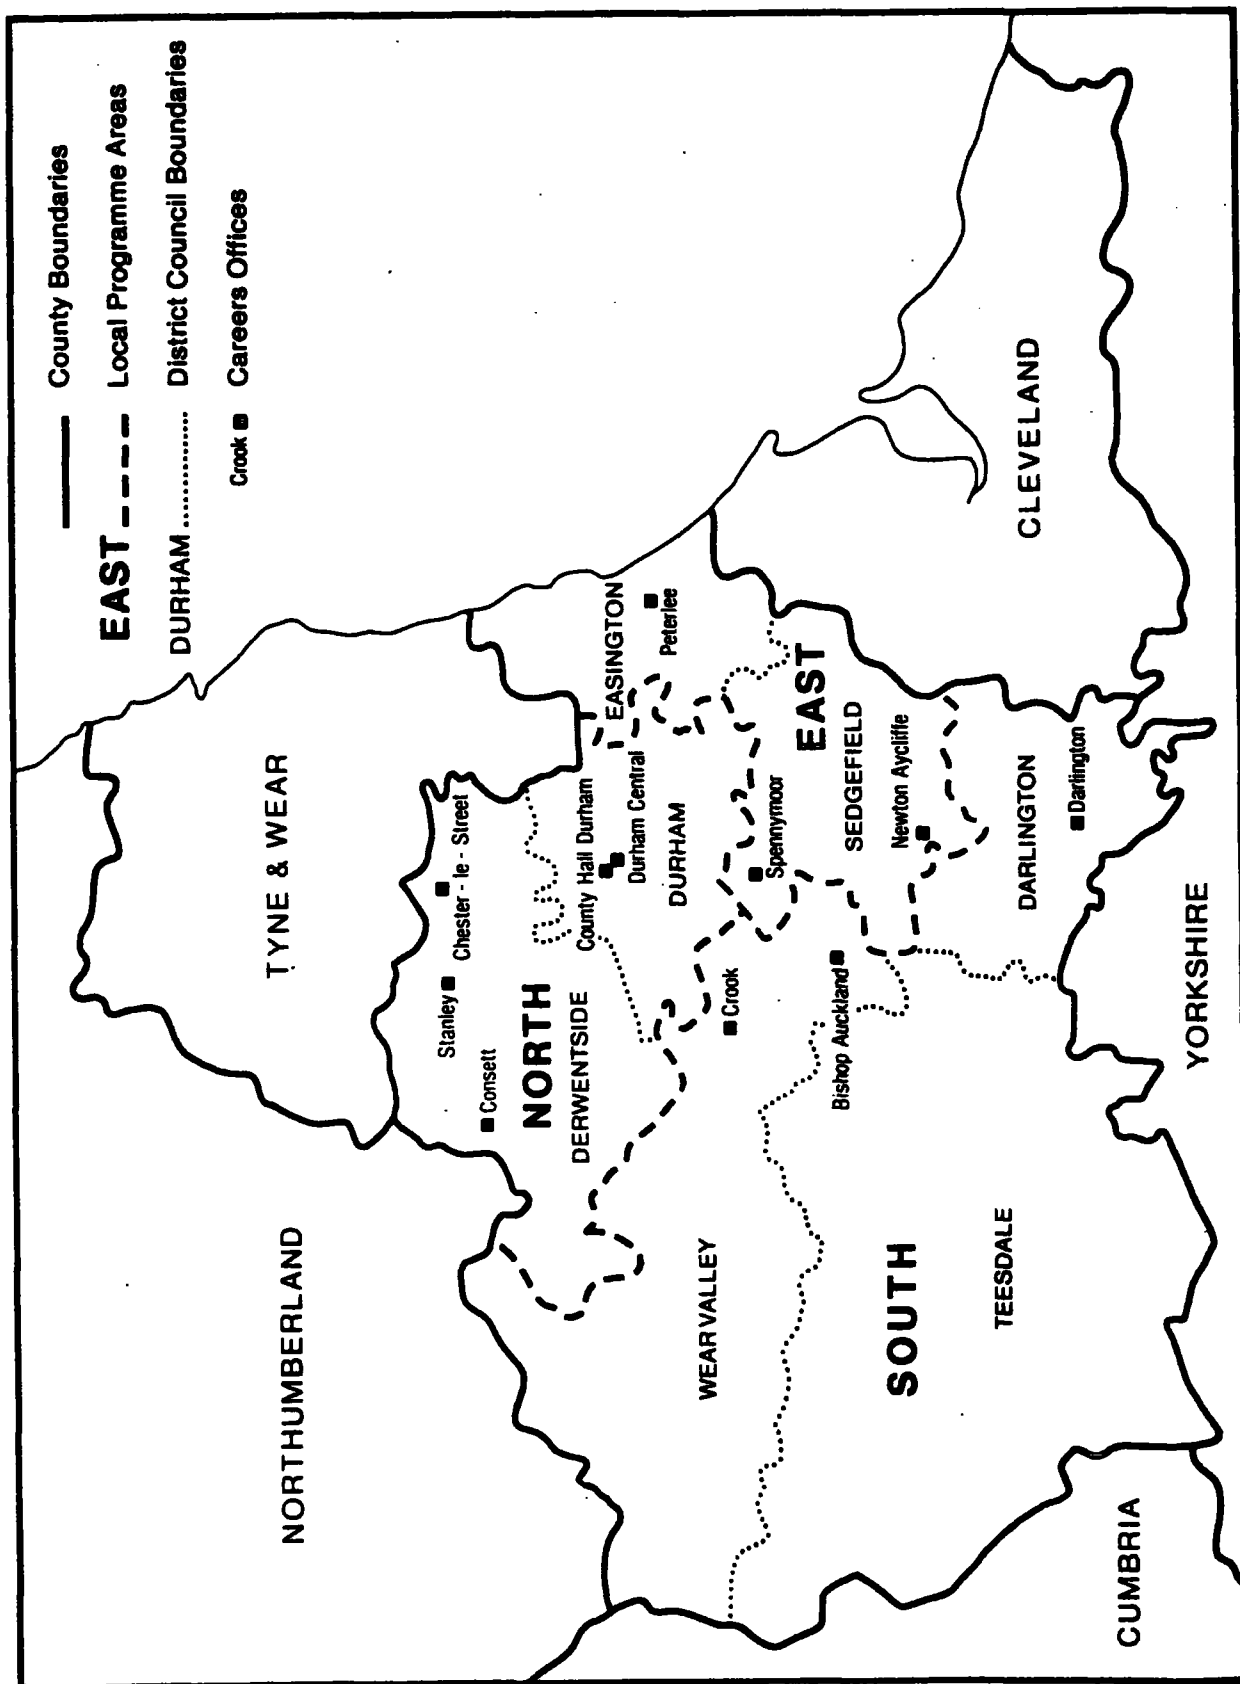 County Boundaries
EAST Local Programme Areas
DURHAM District Council Boundaries
Crook Careers Offices
NORTHUMBERLAND
TYNE & WEAR
Stanley
Chester - le - Street
Consett
NORTH
DERWENTSIDE
County Hall Durham
Durham Central
EASINGTON
Peterlee
DURHAM
Crook
Spennymoor
EAST
WEAR VALLEY
Bishop Auckland
SEDGEFIELD
Newton Aycliffe
SOUTH
TEESDALE
DARLINGTON
Darlington
CLEVELAND
CUMBRIA
YORKSHIRE